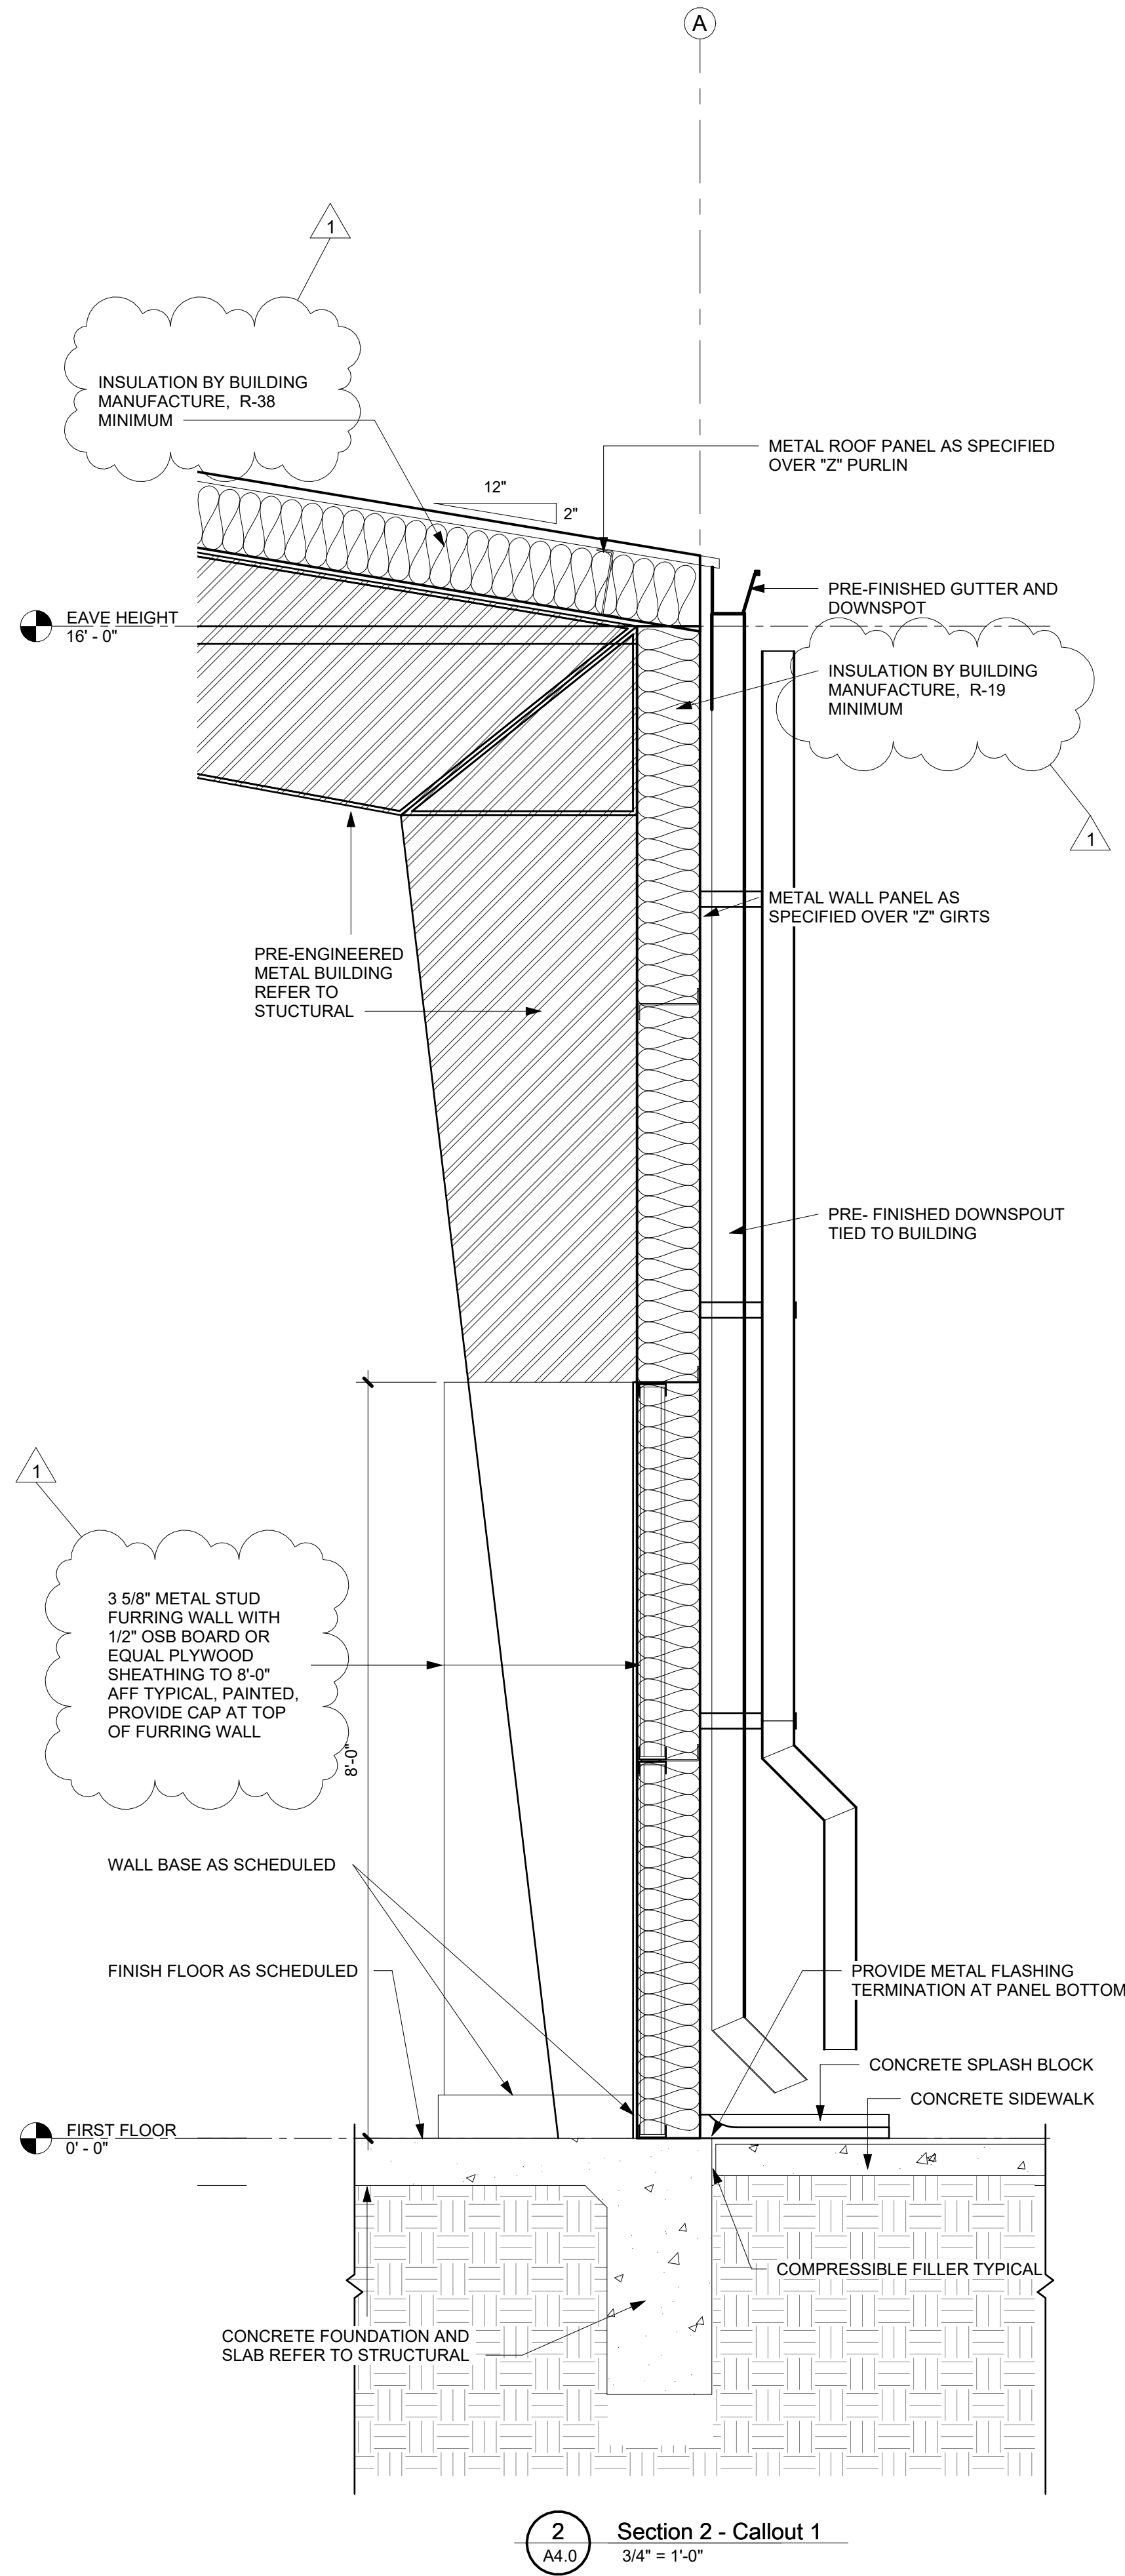 A
1
INSULATION BY BUILDING
MANUFACTURE, R-38
MINIMUM
METAL ROOF PANEL AS SPECIFIED
OVER "Z" PURLIN
12"
2"
PRE-FINISHED GUTTER AND
DOWNSPOT
EAVE HEIGHT
16' - 0"
INSULATION BY BUILDING
MANUFACTURE, R-19
MINIMUM
1
METAL WALL PANEL AS
SPECIFIED OVER "Z" GIRTS
PRE-ENGINEERED
METAL BUILDING
REFER TO
STUCTURAL
PRE- FINISHED DOWNSPOUT
TIED TO BUILDING
1
3 5/8" METAL STUD
FURRING WALL WITH
1/2" OSB BOARD OR
EQUAL PLYWOOD
SHEATHING TO 8'-0"
AFF TYPICAL, PAINTED,
PROVIDE CAP AT TOP
OF FURRING WALL
8'-0"
WALL BASE AS SCHEDULED
FINISH FLOOR AS SCHEDULED
PROVIDE METAL FLASHING
TERMINATION AT PANEL BOTTOM
CONCRETE SPLASH BLOCK
CONCRETE SIDEWALK
FIRST FLOOR
0' - 0"
COMPRESSIBLE FILLER TYPICAL
CONCRETE FOUNDATION AND
SLAB REFER TO STRUCTURAL
2
A4.0
Section 2 - Callout 1
3/4" = 1'-0"